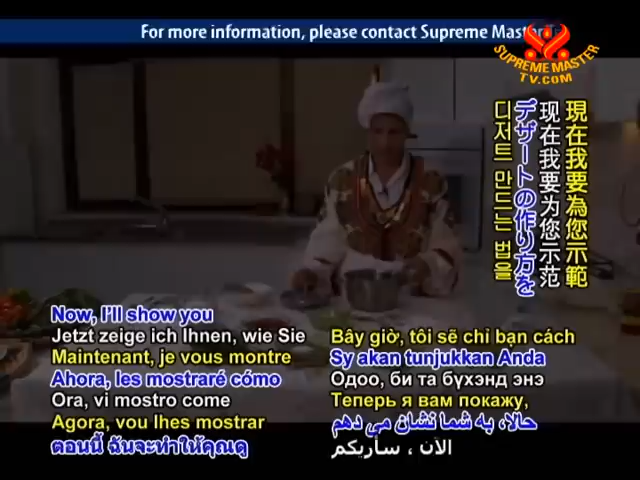 For more information, please contact Supreme Master
SUPREME MASTER
TV.COM
現在我要為您示範
现在我要为您示范
デザートの作り方を
디저트 만드는 법을
Now, I'll show you
Jetzt zeige ich Ihnen, wie Sie
Maintenant, je vous montre
Ahora, les mostraré cómo
Ora, vi mostro come
Agora, vou lhes mostrar
ตอนนี้ ฉันจะทำให้คุณดู
Bây giờ, tôi sẽ chỉ bạn cách
Sy akan tunjukkan Anda
Одоо, би та бүхэнд энэ
Теперь я вам покажу,
حالا، به شما نشان می دهم
الآن ، سأريكم